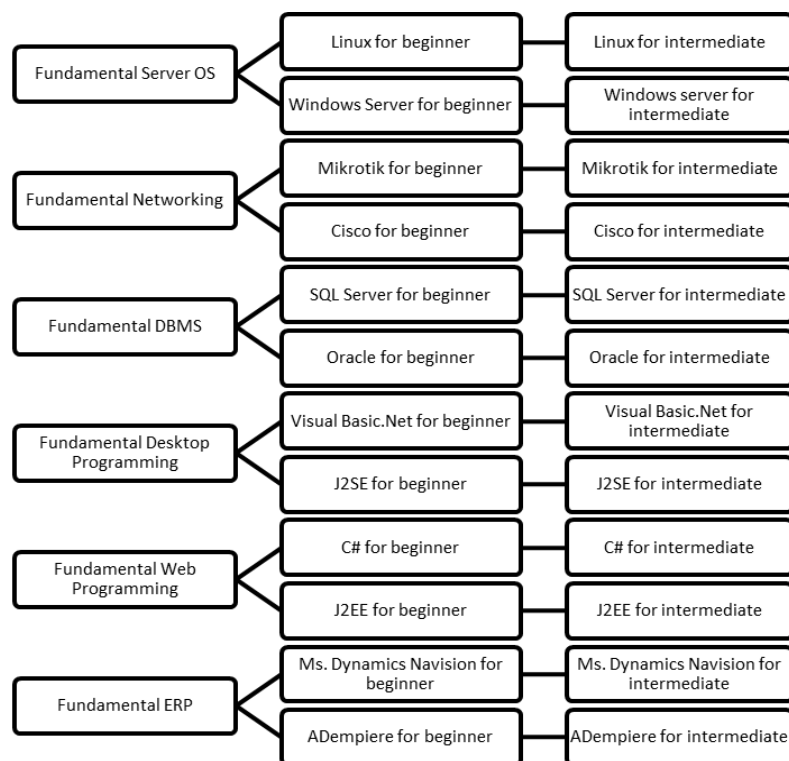 Fundamental Server OS
Linux for beginner
Linux for intermediate
Windows Server for beginner
Windows server for
intermediate
Fundamental Networking
Mikrotik for beginner
Mikrotik for intermediate
Cisco for beginner
Cisco for intermediate
Fundamental DBMS
SQL Server for beginner
SQL Server for intermediate
Oracle for beginner
Oracle for intermediate
Fundamental Desktop
Programming
Visual Basic.Net for beginner
Visual Basic.Net for
intermediate
J2SE for beginner
J2SE for intermediate
Fundamental Web
Programming
C# for beginner
C# for intermediate
J2EE for beginner
J2EE for intermediate
Fundamental ERP
Ms. Dynamics Navision for
beginner
Ms. Dynamics Navision for
intermediate
ADempiere for beginner
ADempiere for intermediate